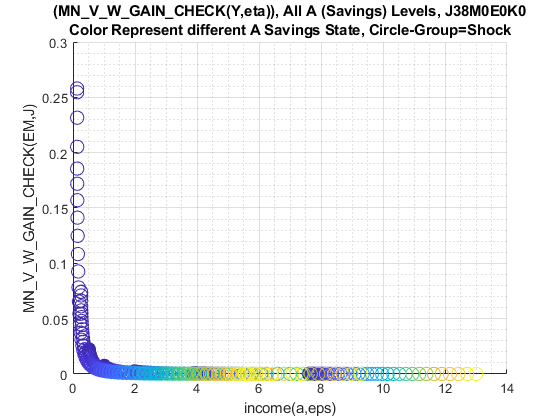 (MN_V_W_GAIN_CHECK(Y,eta)), All A (Savings) Levels, J38M0E0K0
Color Represent different A Savings State, Circle-Group=Shock
0.3
0.25
0.2
0.15
0.1
0.05
0
MN_V_W_GAIN_CHECK(EM,J)
0 2 4 6 8 10 12 14
income(a,eps)